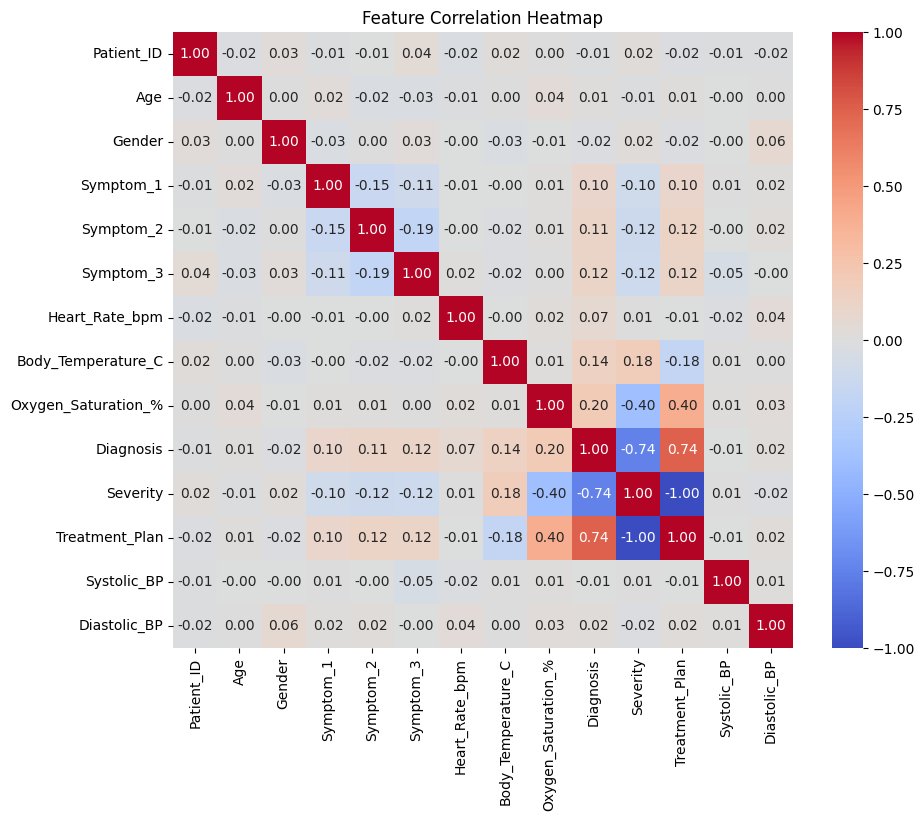 Feature Correlation Heatmap
Patient_ID 1.00 -0.02 0.03 -0.01 -0.01 0.04 -0.02 0.02 0.00 -0.01 0.02 -0.02 -0.01 -0.02
Age -0.02 1.00 0.00 0.02 -0.02 -0.03 -0.01 0.00 0.04 0.01 -0.01 0.01 -0.00 0.00
Gender 0.03 0.00 1.00 -0.03 0.00 0.03 -0.00 -0.03 -0.01 -0.02 0.02 -0.02 -0.00 0.06
Symptom_1 -0.01 0.02 -0.03 1.00 -0.15 -0.11 -0.01 -0.00 0.01 0.10 -0.10 0.10 0.01 0.02
Symptom_2 -0.01 -0.02 0.00 -0.15 1.00 -0.19 -0.00 -0.02 0.01 0.11 -0.12 0.12 -0.00 0.02
Symptom_3 0.04 -0.03 0.03 -0.11 -0.19 1.00 0.02 -0.02 0.00 0.12 -0.12 0.12 -0.05 -0.00
Heart_Rate_bpm -0.02 -0.01 -0.00 -0.01 -0.00 0.02 1.00 -0.00 0.02 0.07 0.01 -0.01 -0.02 0.04
Body_Temperature_C 0.02 0.00 -0.03 -0.00 -0.02 -0.02 -0.00 1.00 0.01 0.14 0.18 -0.18 0.01 0.00
Oxygen_Saturation_% 0.00 0.04 -0.01 0.01 0.01 0.00 0.02 0.01 1.00 0.20 -0.40 0.40 0.01 0.03
Diagnosis -0.01 0.01 -0.02 0.10 0.11 0.12 0.07 0.14 0.20 1.00 -0.74 0.74 -0.01 0.02
Severity 0.02 -0.01 0.02 -0.10 -0.12 -0.12 0.01 0.18 -0.40 -0.74 1.00 -1.00 0.01 -0.02
Treatment_Plan -0.02 0.01 -0.02 0.10 0.12 0.12 -0.01 -0.18 0.40 0.74 -1.00 1.00 -0.01 0.02
Systolic_BP -0.01 -0.00 -0.00 0.01 -0.00 -0.05 -0.02 0.01 0.01 -0.01 0.01 -0.01 1.00 0.01
Diastolic_BP -0.02 0.00 0.06 0.02 0.02 -0.00 0.04 0.00 0.03 0.02 -0.02 0.02 0.01 1.00
Patient_ID
Age
Gender
Symptom_1
Symptom_2
Symptom_3
Heart_Rate_bpm
Body_Temperature_C
Oxygen_Saturation_%
Diagnosis
Severity
Treatment_Plan
Systolic_BP
Diastolic_BP
1.00
0.75
0.50
0.25
0.00
-0.25
-0.50
-0.75
-1.00